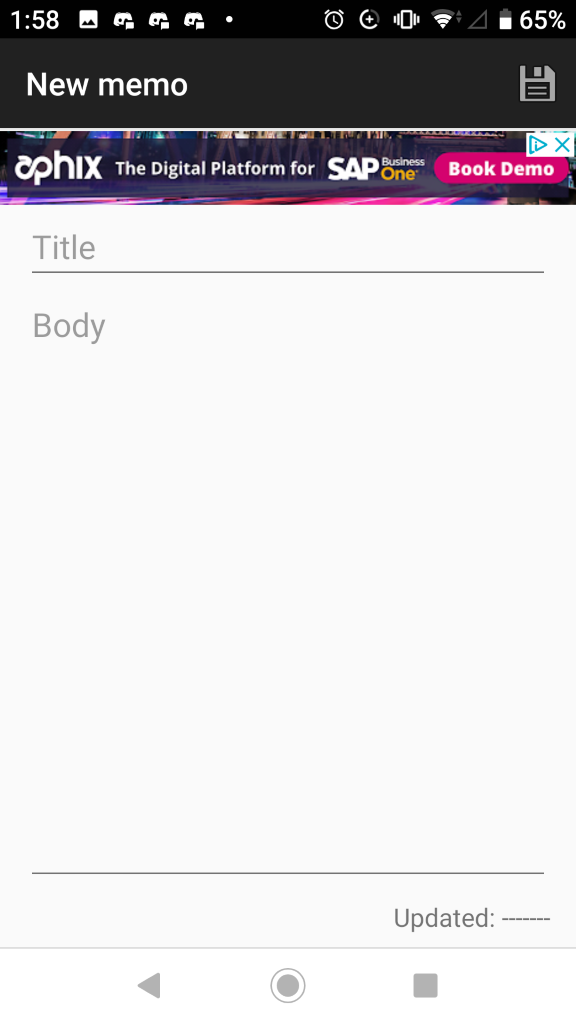 1:58 65%
New memo
aphix The Digital Platform for SAP Business One Book Demo
Title
Body
Updated: -------